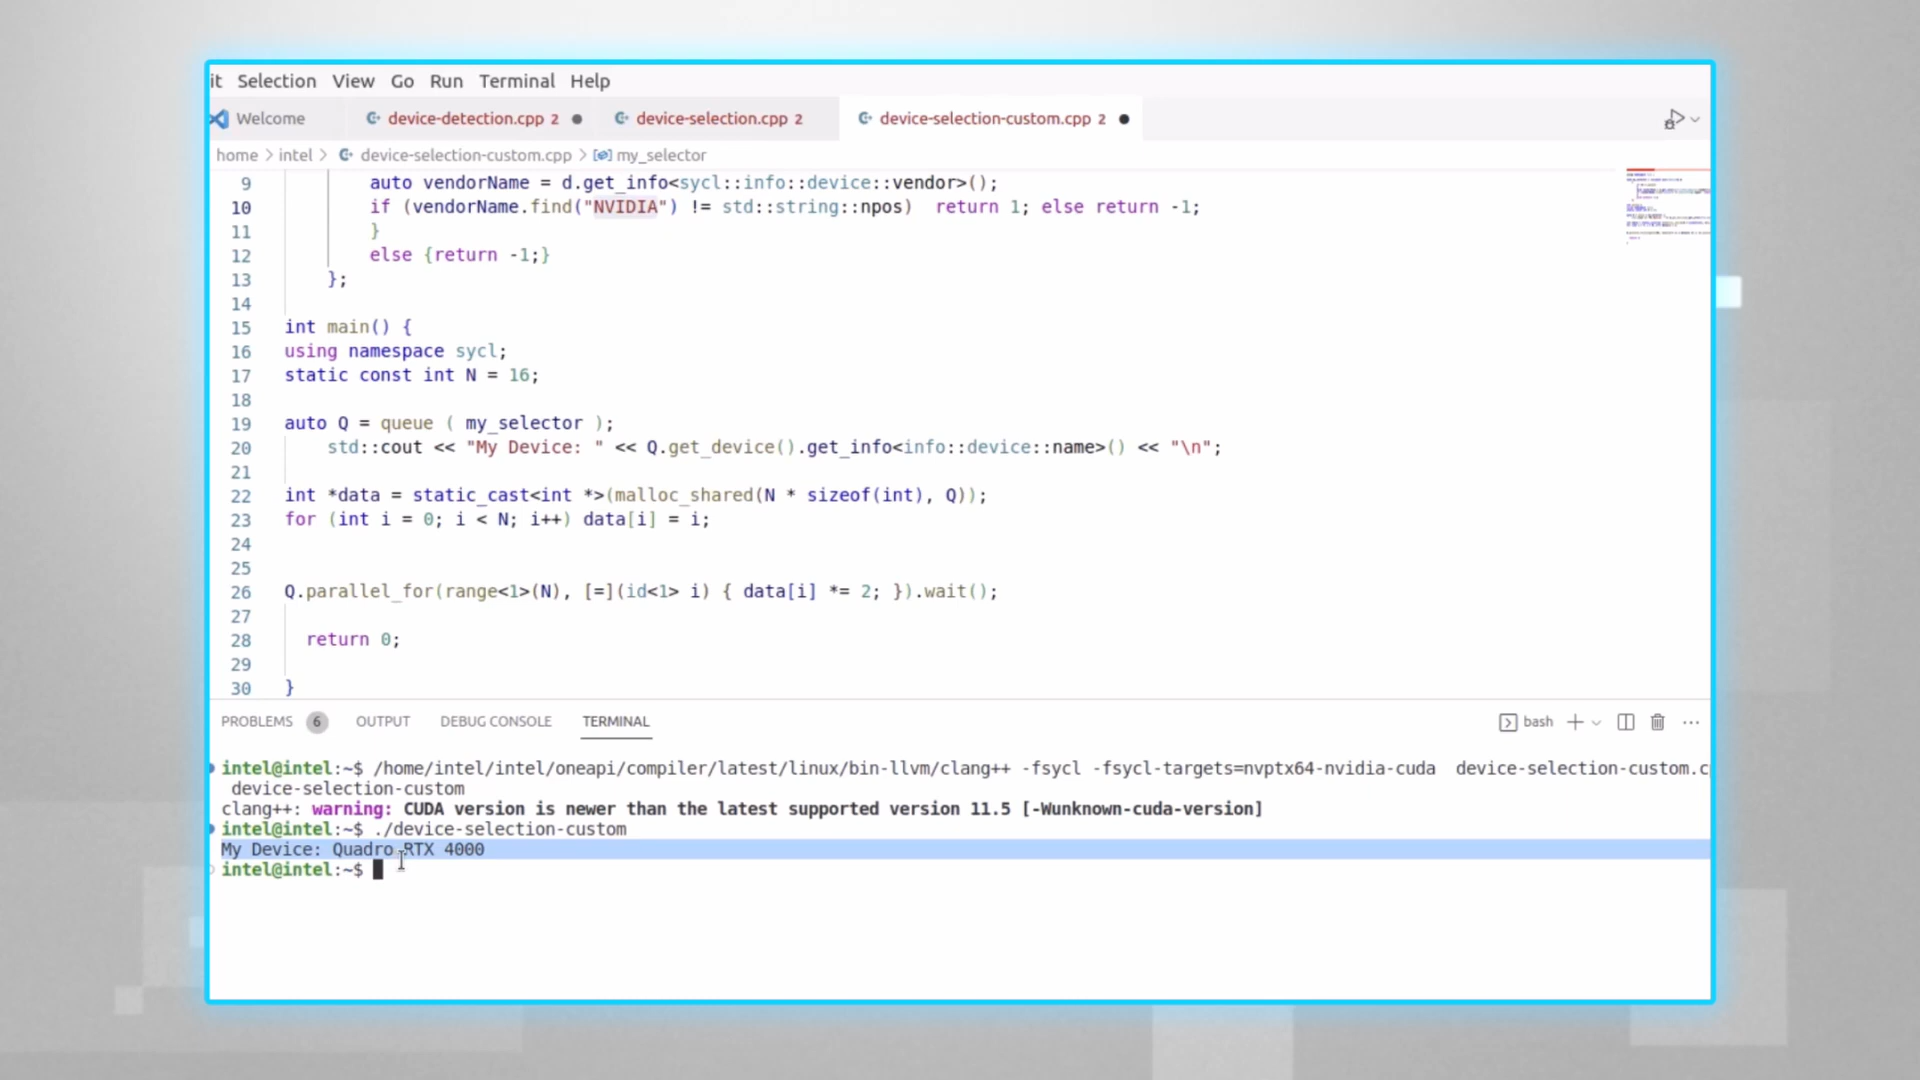 it Selection View Go Run Terminal Help
Welcome device-detection.cpp 2 device-selection.cpp 2 device-selection-custom.cpp 2
home > intel > device-selection-custom.cpp > my_selector
9 auto vendorName = d.get_info<sycl::info::device::vendor>();
10 if (vendorName.find("NVIDIA") != std::string::npos) return 1; else return -1;
11 }
12 else {return -1;}
13 };
14
15 int main() {
16 using namespace sycl;
17 static const int N = 16;
18
19 auto Q = queue ( my_selector );
20 std::cout << "My Device: " << Q.get_device().get_info<info::device::name>() << "\n";
21
22 int *data = static_cast<int *>(malloc_shared(N * sizeof(int), Q));
23 for (int i = 0; i < N; i++) data[i] = i;
24
25
26 Q.parallel_for(range<1>(N), [=](id<1> i) { data[i] *= 2; }).wait();
27
28 return 0;
29
30 }
PROBLEMS 6 OUTPUT DEBUG CONSOLE TERMINAL bash
intel@intel:~$ /home/intel/intel/oneapi/compiler/latest/linux/bin-llvm/clang++ -fsycl -fsycl-targets=nvptx64-nvidia-cuda device-selection-custom.c
device-selection-custom
clang++: warning: CUDA version is newer than the latest supported version 11.5 [-Wunknown-cuda-version]
intel@intel:~$ ./device-selection-custom
My Device: Quadro RTX 4000
intel@intel:~$